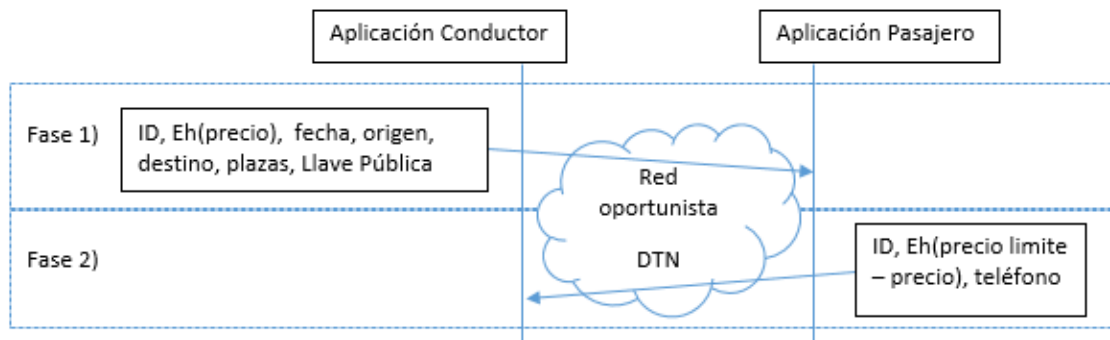 Aplicación Conductor
Aplicación Pasajero
Fase 1)
ID, Eh(precio), fecha, origen,
destino, plazas, Llave Pública
Red
oportunista
DTN
Fase 2)
ID, Eh(precio limite
– precio), teléfono